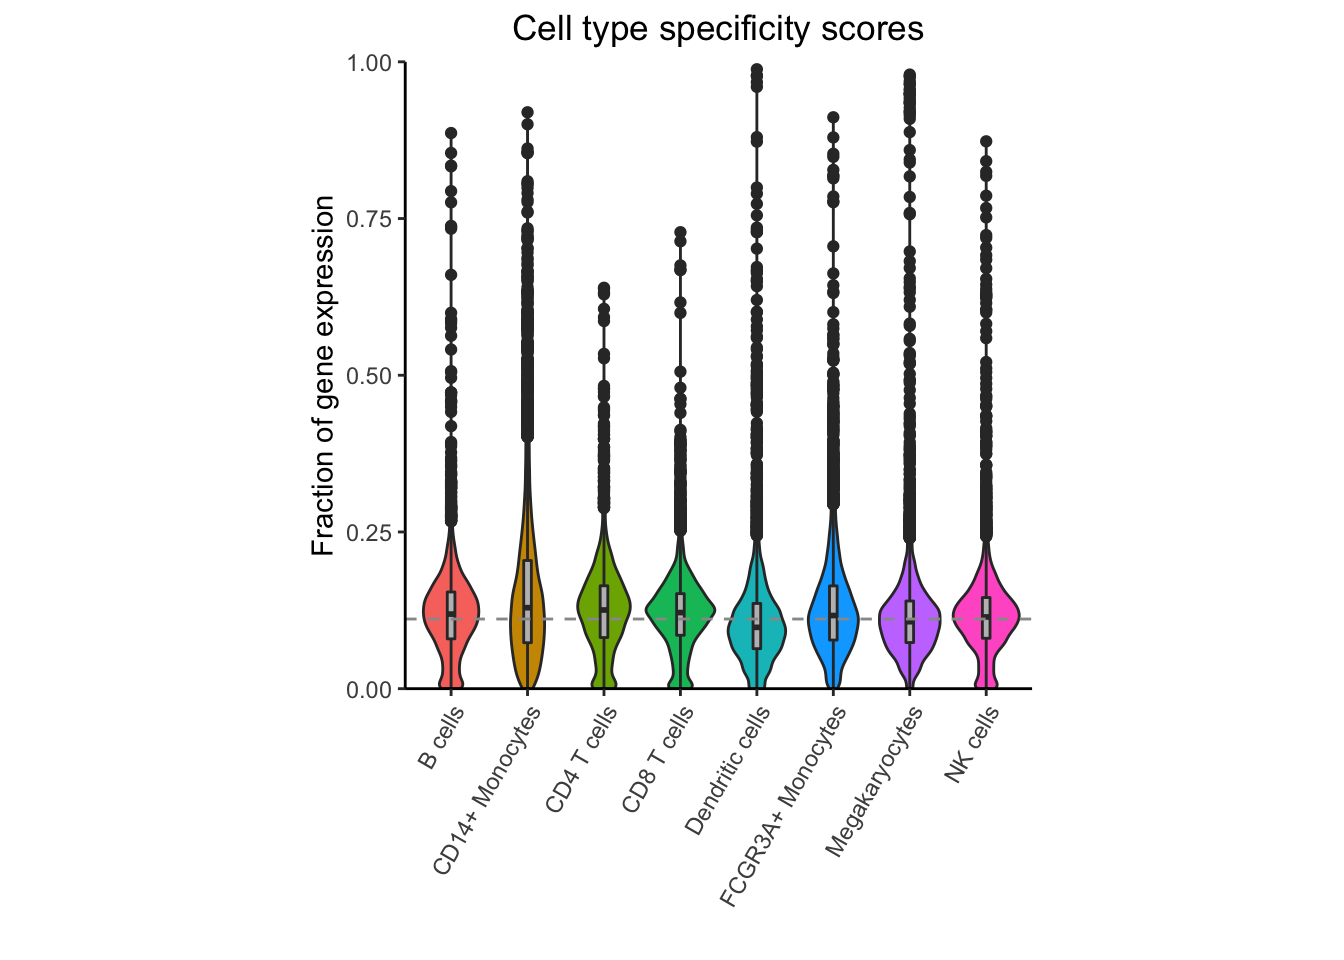 Cell type specificity scores
Fraction of gene expression
1.00
0.75
0.50
0.25
0.00
B cells
CD14+ Monocytes
CD4 T cells
CD8 T cells
Dendritic cells
FCGR3A+ Monocytes
Megakaryocytes
NK cells